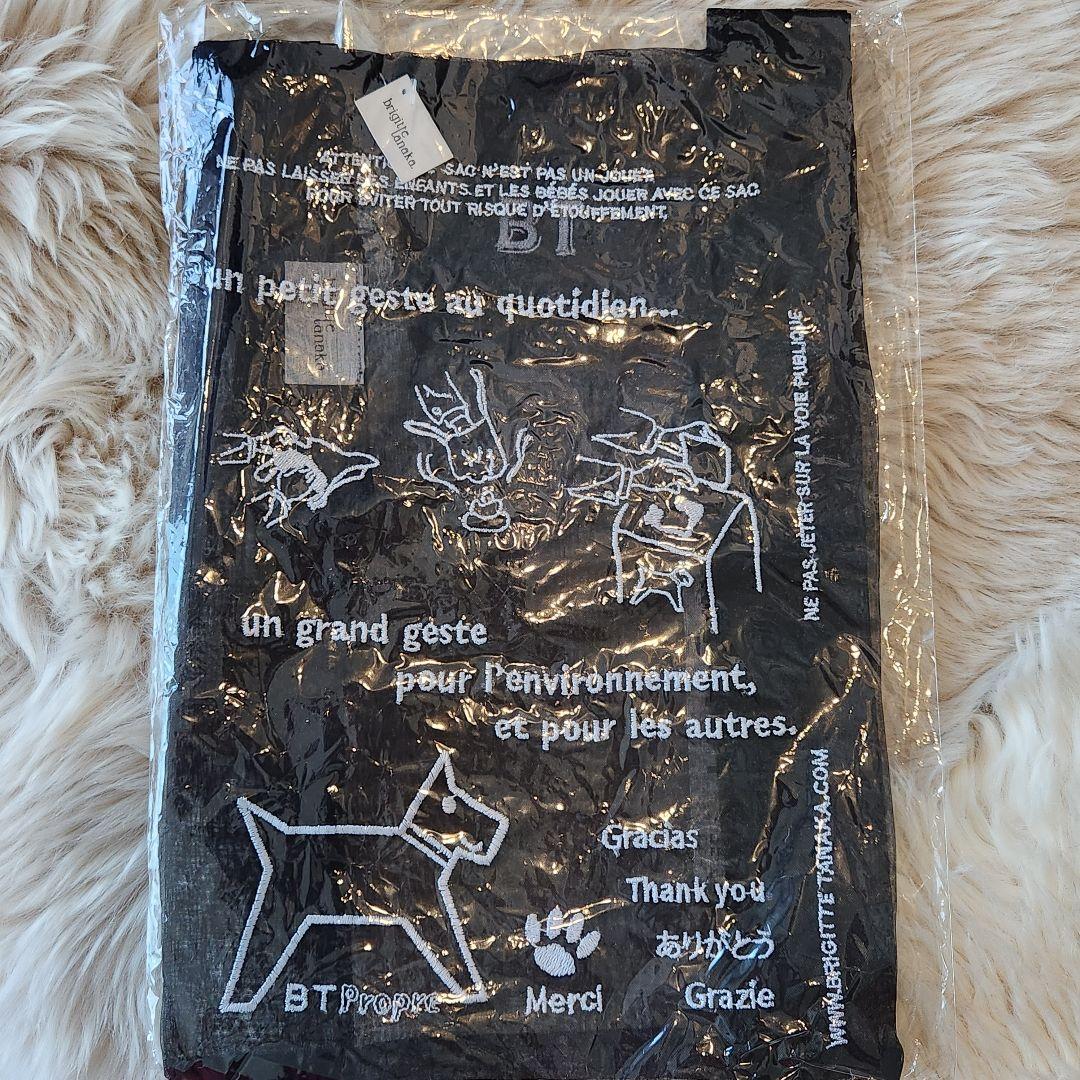 brigitte
tanaka
SAC N'EST PAS UN JOUET
NE PAS LAISSER LES ENFANTS ET LES BÉBÉS JOUER AVEC CE SAC
POUR ÉVITER TOUT RISQUE D'ÉTOUFFEMENT.
BT
un petit geste au quotidien...
tanaka
un grand geste
pour l'environnement,
et pour les autres.
NE PAS JETER SUR LA VOIE PUBLIQUE
Gracias
Thank you
ありがとう
BT Propre
Merci
Grazie
WWW.BRIGITTE TANAKA.COM